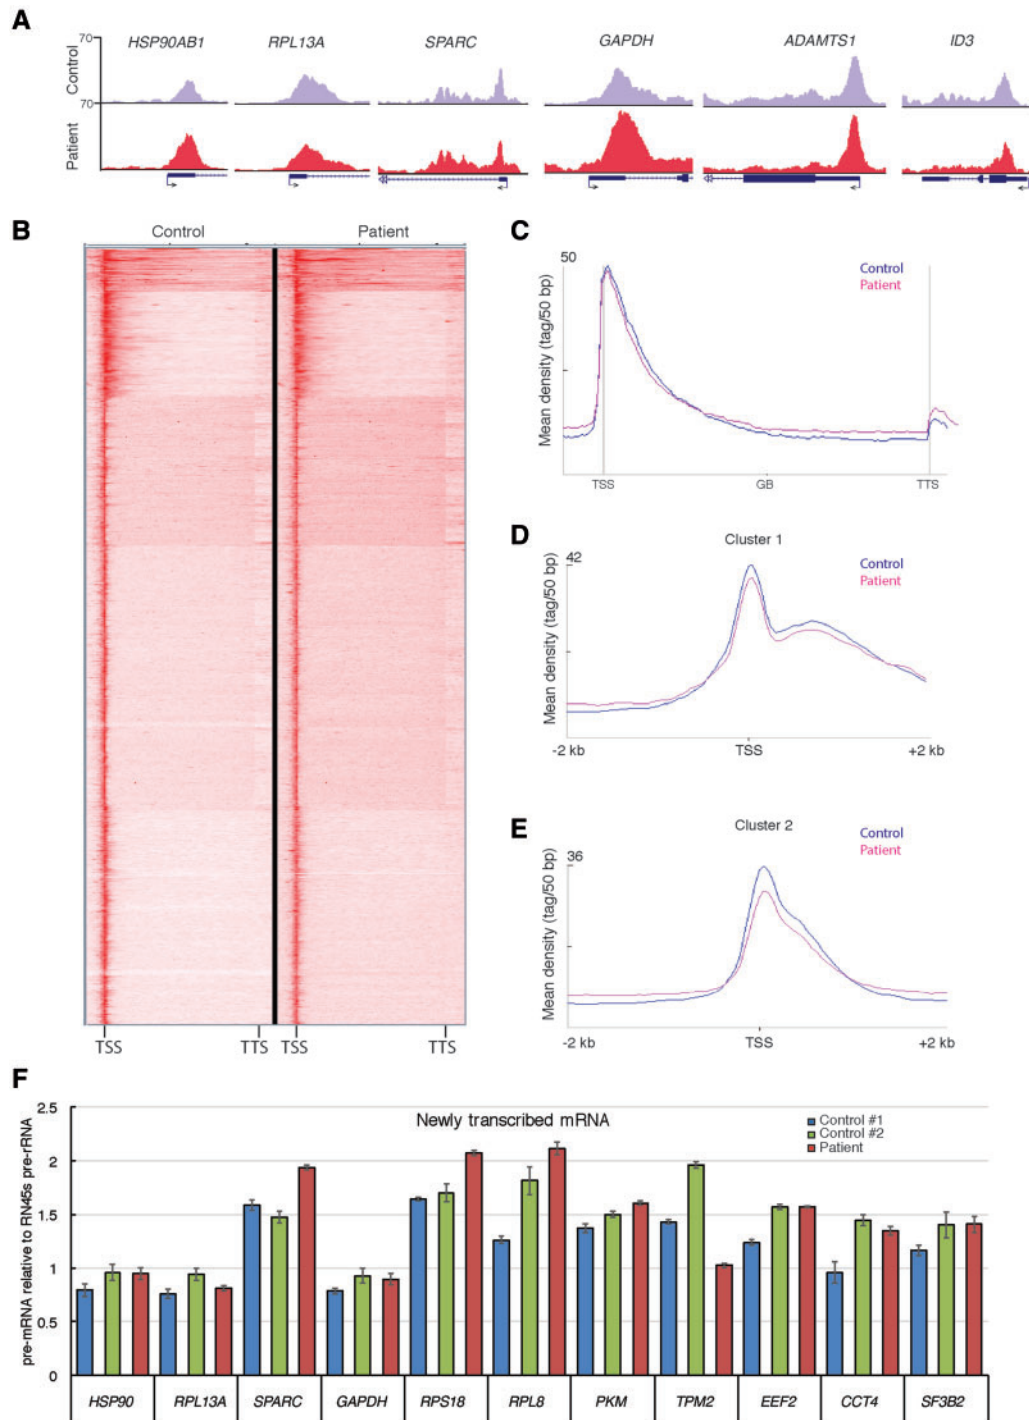 A
70
HSP90AB1 RPL13A SPARC GAPDH ADAMTS1 ID3
Control
70
Patient
B
Control Patient
TSS TTS TSS TTS
C
50
Control
Patient
Mean density (tag/50 bp)
TSS GB TTS
D
Cluster 1
42
Control
Patient
Mean density (tag/50 bp)
-2 kb TSS +2 kb
E
Cluster 2
36
Control
Patient
Mean density (tag/50 bp)
-2 kb TSS +2 kb
F
Newly transcribed mRNA
Control #1
Control #2
Patient
pre-mRNA relative to RN45s pre-rRNA
2.5
2
1.5
1
0.5
0
HSP90 RPL13A SPARC GAPDH RPS18 RPL8 PKM TPM2 EEF2 CCT4 SF3B2